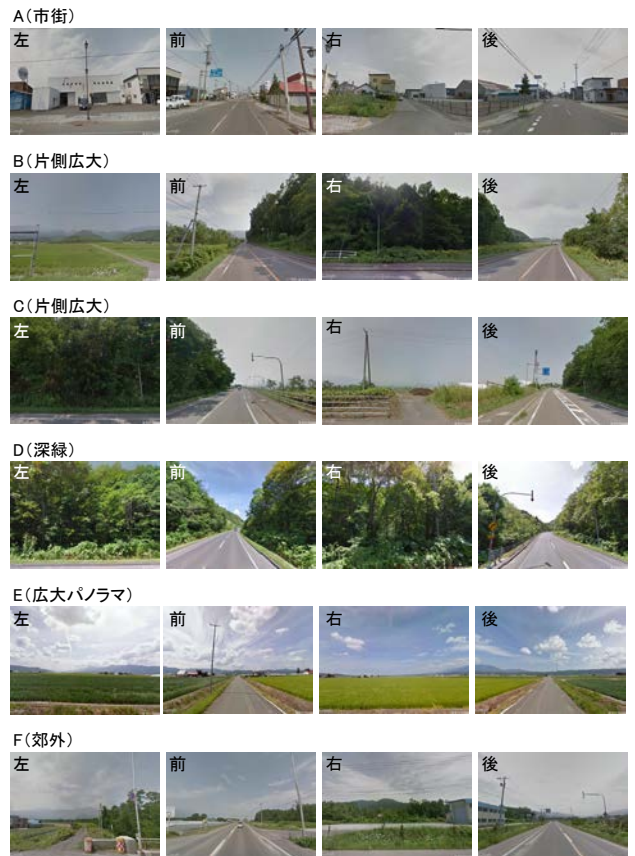 A(市街)
左 前 右 後
B(片側広大)
左 前 右 後
C(片側広大)
左 前 右 後
D(深緑)
左 前 右 後
E(広大パノラマ)
左 前 右 後
F(郊外)
左 前 右 後